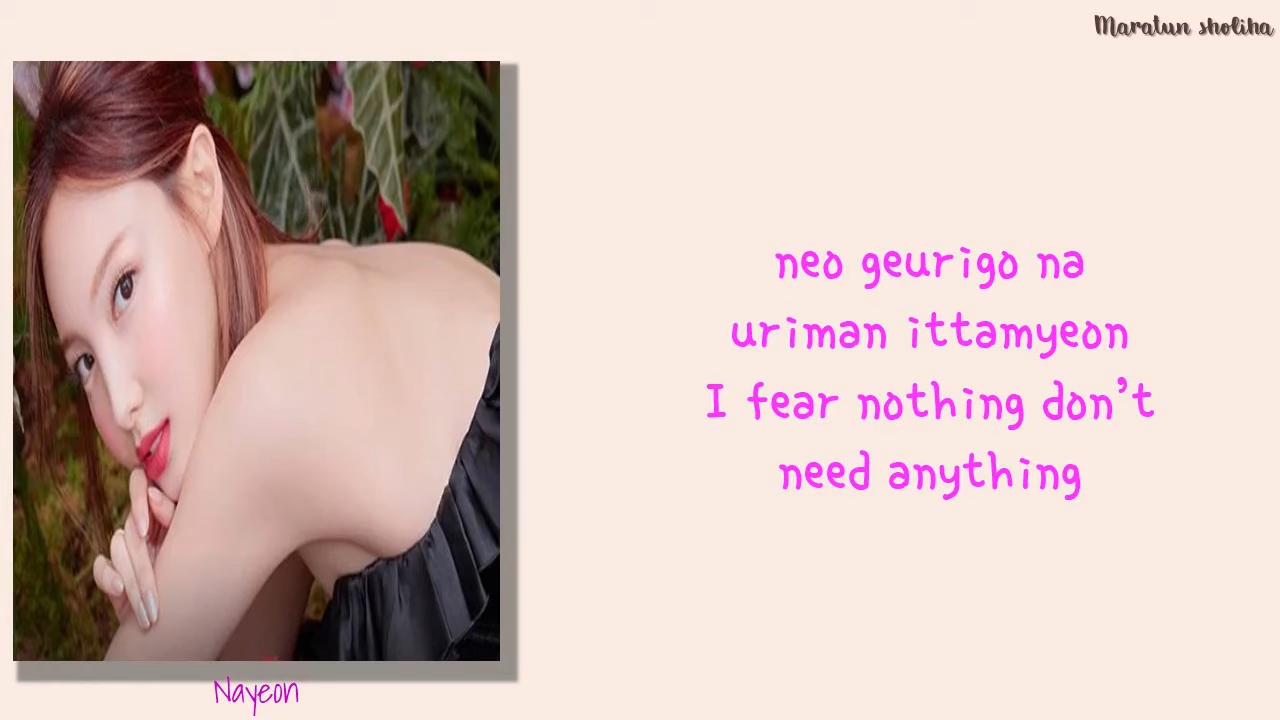 Maratun sholiha
neo geurigo na
uriman ittamyeon
I fear nothing don't
need anything
Nayeon